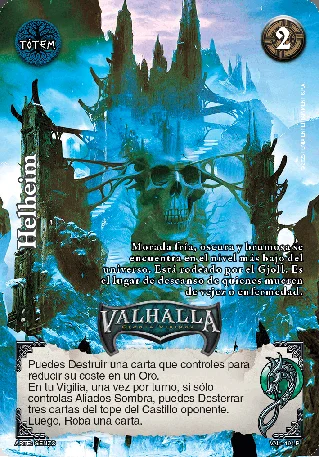 TÓTEM
2
Helheim
Morada fría, oscura y brumosa se
encuentra en el nivel más bajo del
universo. Está rodeado por el Gjöll. Es
el lugar de descanso de quienes mueren
de vejez o enfermedad.
VALHALLA
Puedes Destruir una carta que controles para
reducir su coste en un Oro.
En tu Vigilia, una vez por turno, si sólo
controlas Aliados Sombra, puedes Desterrar
tres cartas del tope del Castillo oponente.
Luego, Roba una carta.